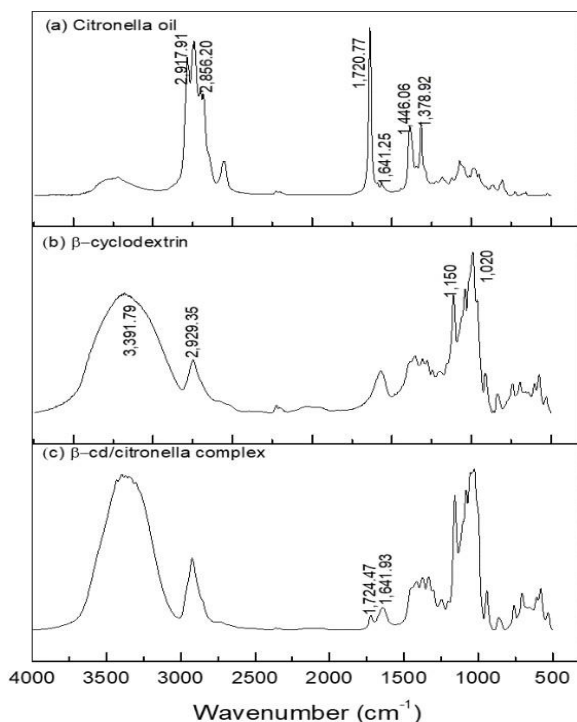 (a) Citronella oil
2,917.91
2,856.20
1,720.77
1,641.25
1,446.06
1,378.92
(b) β–cyclodextrin
3,391.79
2,929.35
1,150
1,020
(c) β-cd/citronella complex
1,724.47
1,641.93
4000 3500 3000 2500 2000 1500 1000 500
Wavenumber (cm⁻¹)